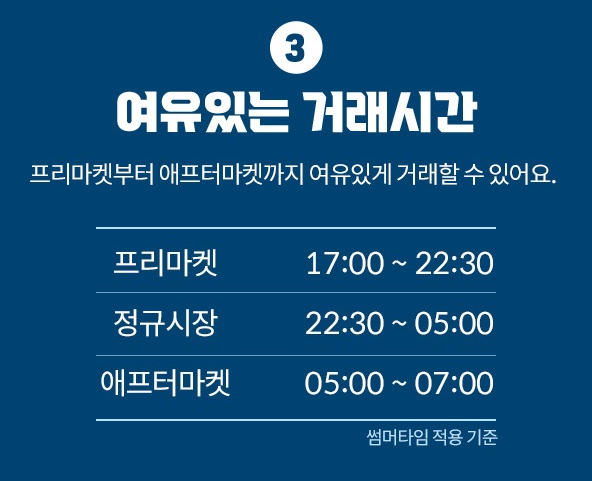 3
여유있는 거래시간
프리마켓부터 애프터마켓까지 여유있게 거래할 수 있어요.
프리마켓 17:00 ~ 22:30
정규시장 22:30 ~ 05:00
애프터마켓 05:00 ~ 07:00
썸머타임 적용 기준